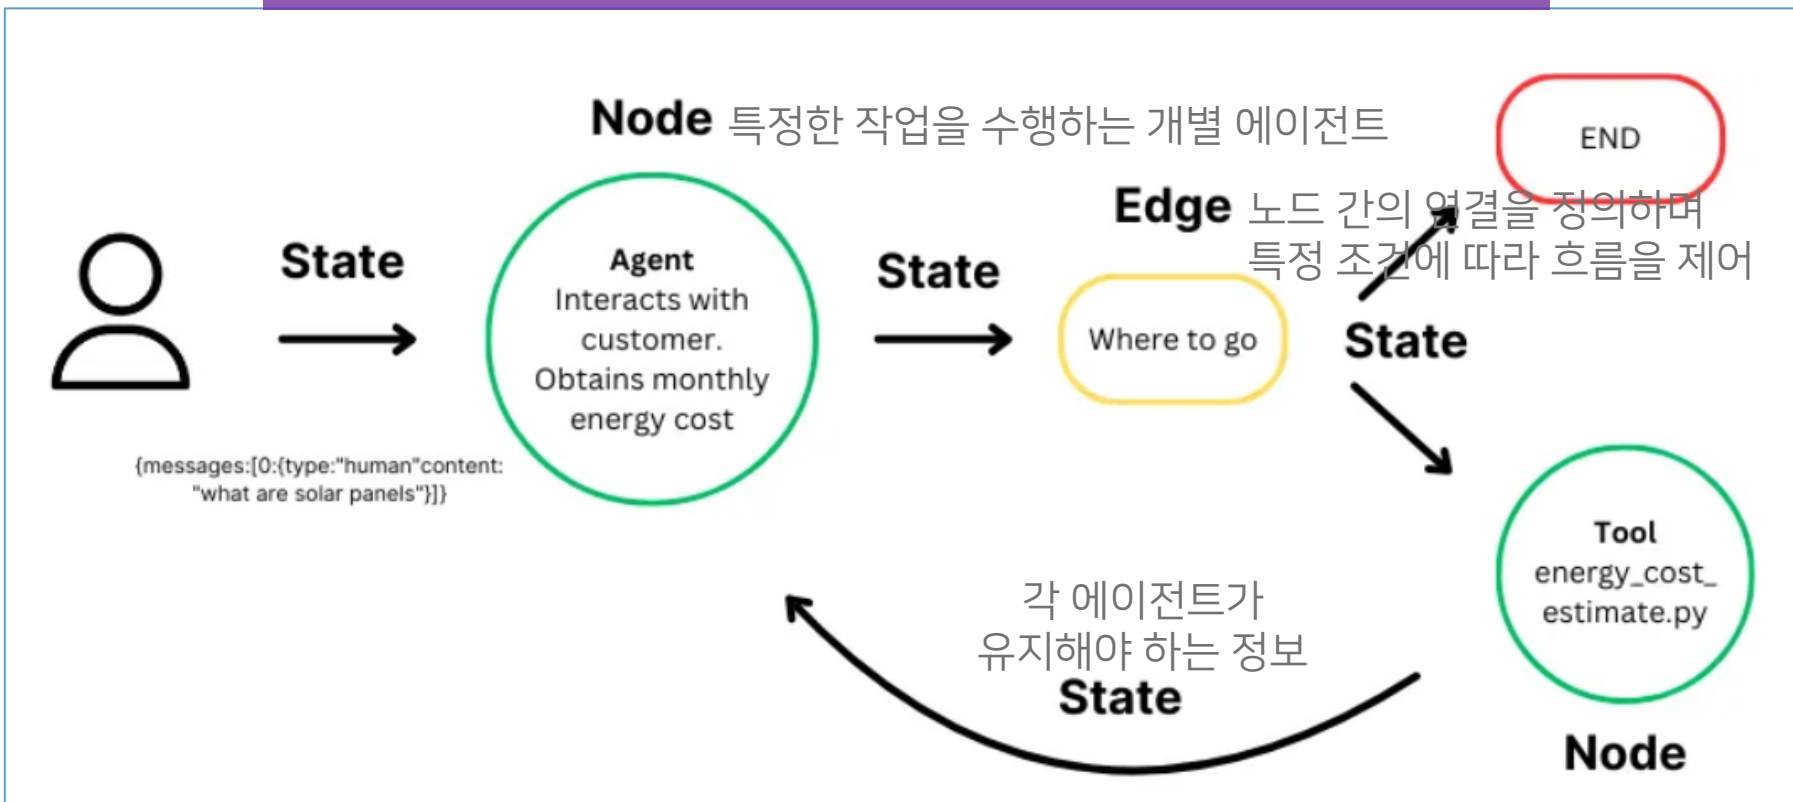 Node 특정한 작업을 수행하는 개별 에이전트
END
Edge 노드 간의 연결을 정의하며
특정 조건에 따라 흐름을 제어
State
Agent
Interacts with
customer.
Obtains monthly
energy cost
State
Where to go
State
{messages:[0:{type:"human"content:
"what are solar panels"}]}
Tool
energy_cost_
estimate.py
각 에이전트가
유지해야 하는 정보
State
Node